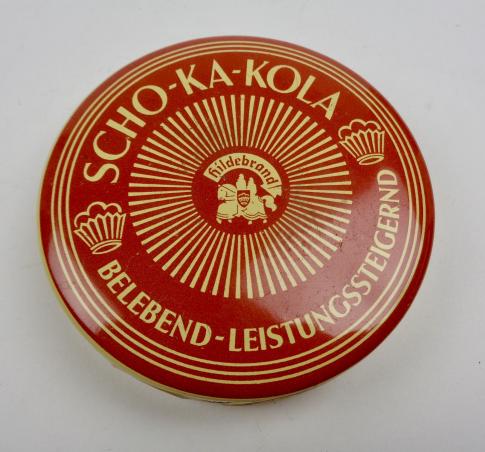 SCHO-KA-KOLA
hildebrand
BELEBEND-LEISTUNGSSTEIGERND